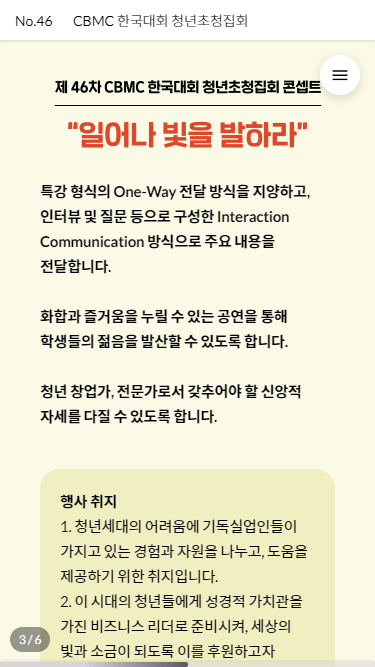 No.46 CBMC 한국대회 청년초청집회
제 46차 CBMC 한국대회 청년초청집회 콘셉트
"일어나 빛을 발하라"
특강 형식의 One-Way 전달 방식을 지양하고,
인터뷰 및 질문 등으로 구성한 Interaction
Communication 방식으로 주요 내용을
전달합니다.
화합과 즐거움을 누릴 수 있는 공연을 통해
학생들의 젊음을 발산할 수 있도록 합니다.
청년 창업가, 전문가로서 갖추어야 할 신앙적
자세를 다질 수 있도록 합니다.
행사 취지
1. 청년세대의 어려움에 기독실업인들이
가지고 있는 경험과 자원을 나누고, 도움을
제공하기 위한 취지입니다.
2. 이 시대의 청년들에게 성경적 가치관을
가진 비즈니스 리더로 준비시켜, 세상의
빛과 소금이 되도록 이를 후원하고자
3/6